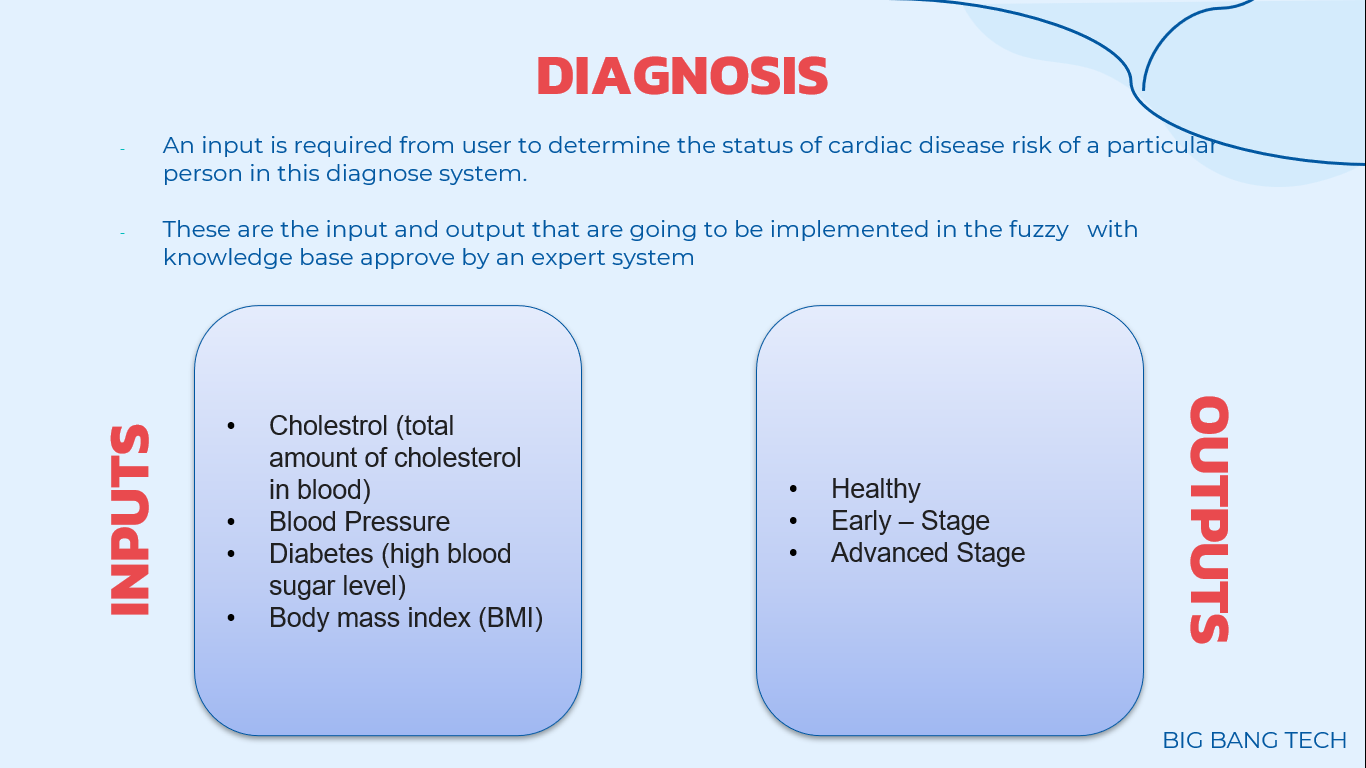 DIAGNOSIS
- An input is required from user to determine the status of cardiac disease risk of a particular
person in this diagnose system.
- These are the input and output that are going to be implemented in the fuzzy   with
knowledge base approve by an expert system
INPUTS
• Cholestrol (total
amount of cholesterol
in blood)
• Blood Pressure
• Diabetes (high blood
sugar level)
• Body mass index (BMI)
• Healthy
• Early – Stage
• Advanced Stage
OUTPUTS
BIG BANG TECH